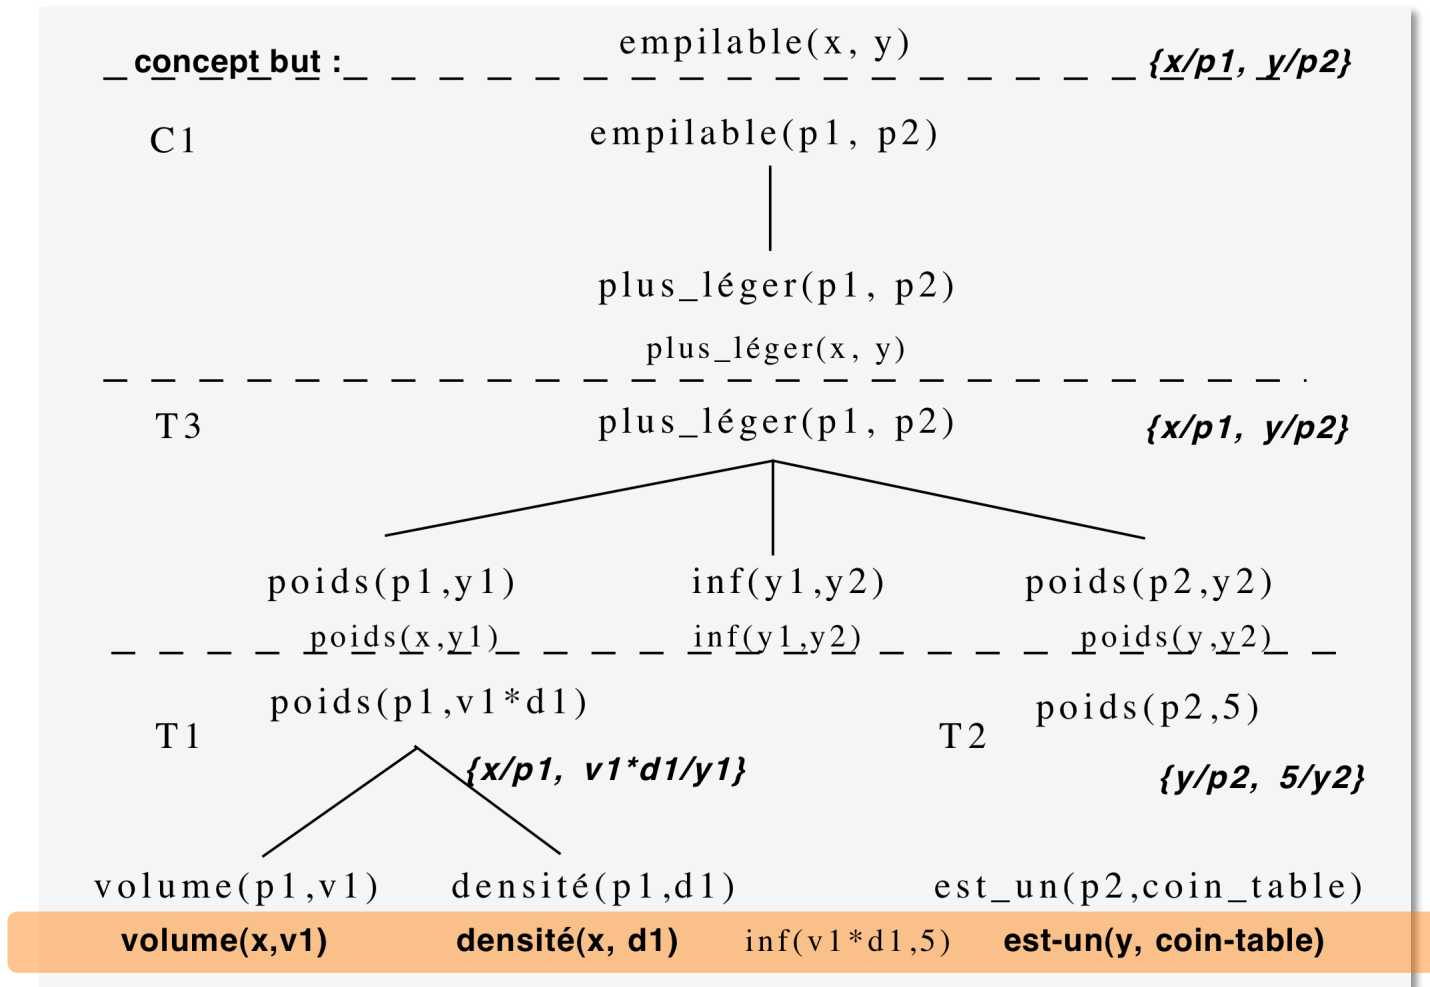 concept but : empilable(x, y) {x/p1, y/p2}
C1 empilable(p1, p2)
plus_léger(p1, p2)
plus_léger(x, y)
T3 plus_léger(p1, p2) {x/p1, y/p2}
poids(p1,y1) inf(y1,y2) poids(p2,y2)
poids(x,y1) inf(y1,y2) poids(y,y2)
poids(p1,v1*d1) poids(p2,5)
T1 T2
{x/p1, v1*d1/y1} {y/p2, 5/y2}
volume(p1,v1) densité(p1,d1) est_un(p2,coin_table)
volume(x,v1) densité(x, d1) inf(v1*d1,5) est-un(y, coin-table)